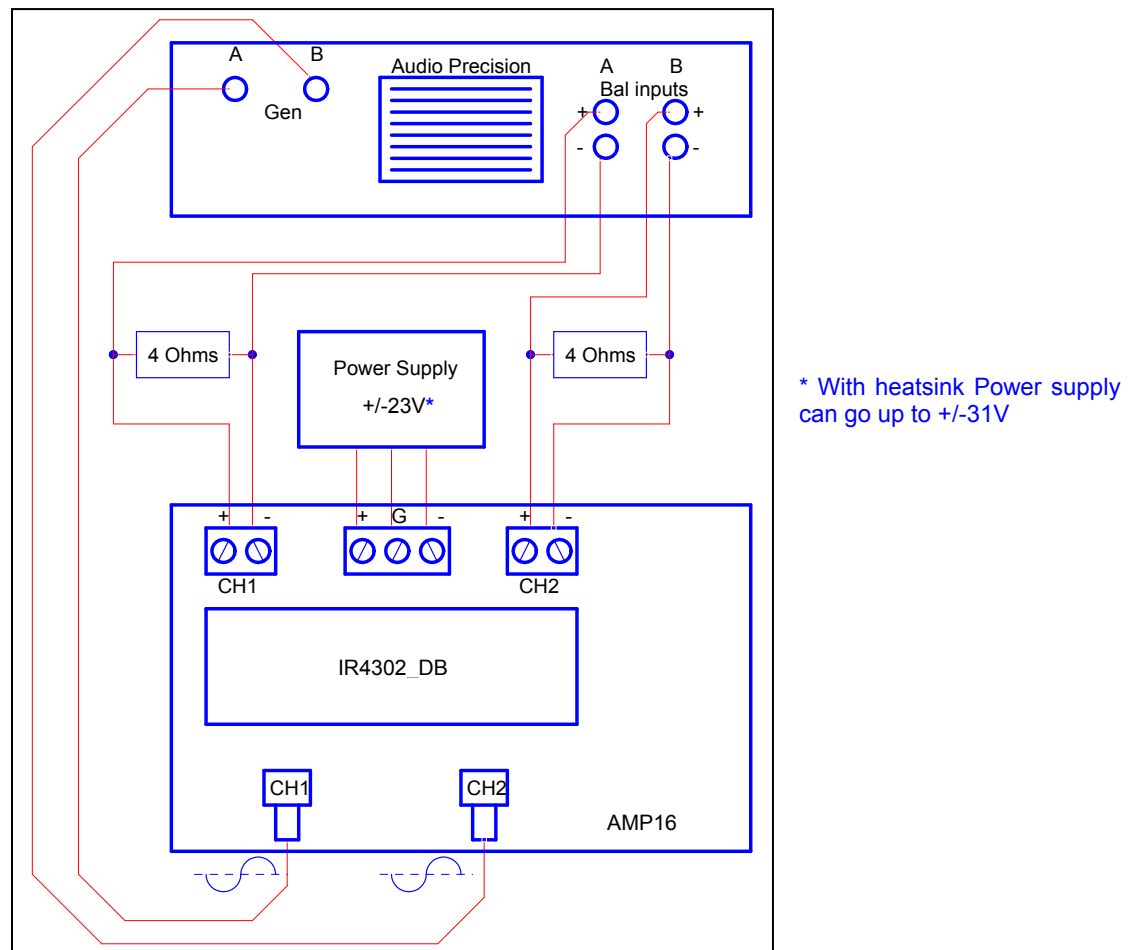 A B
Audio Precision
A B
Bal inputs
Gen
+ +
- -
4 Ohms
Power Supply
+/-23V*
4 Ohms
* With heatsink Power supply
can go up to +/-31V
+ - + G - + -
CH1 CH2
IR4302_DB
CH1 CH2
AMP16